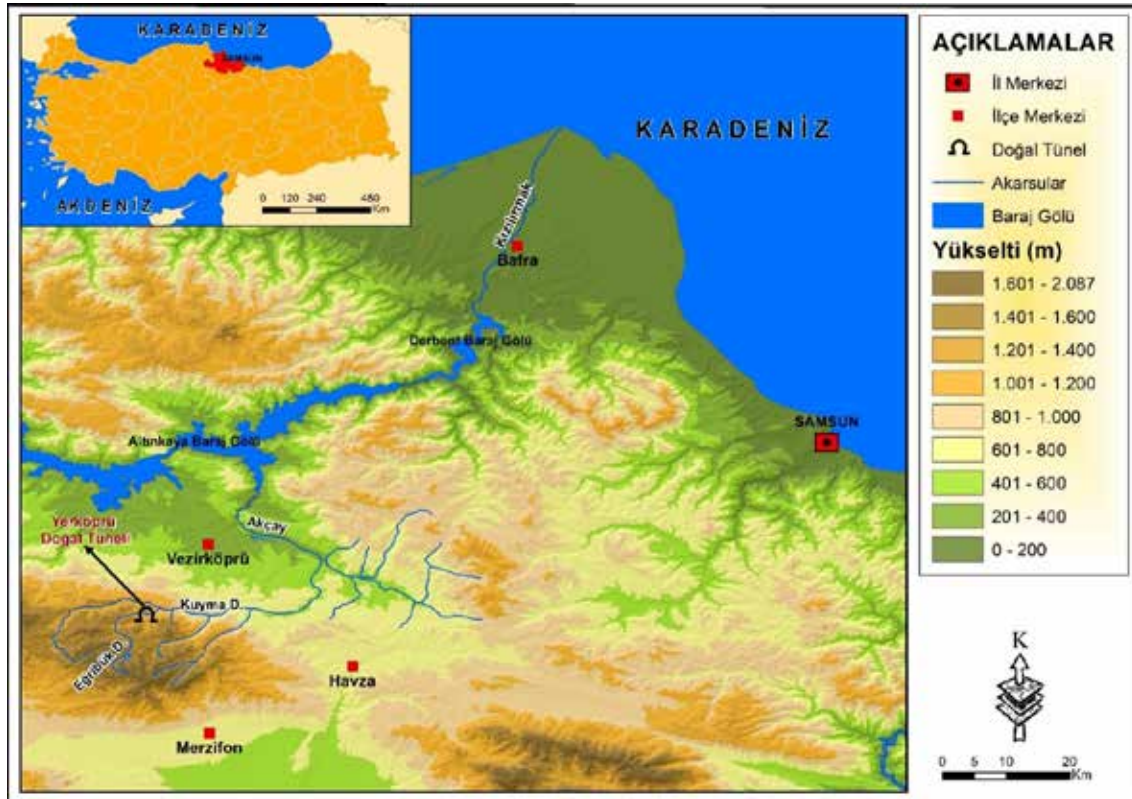 KARADENİZ
SAMSUN
AKDENİZ
0 120 240 480
Km
KARADENİZ
Kızılırmak
Bafra
Derbent Baraj Gölü
SAMSUN
Altınkaya Baraj Gölü
Akçay
Yerköprü
Doğal Tüneli
Vezirköprü
Kuyma D.
Egribük D.
Havza
Merzifon
AÇIKLAMALAR
İl Merkezi
İlçe Merkezi
Doğal Tünel
Akarsular
Baraj Gölü
Yükselti (m)
1.601 - 2.087
1.401 - 1.600
1.201 - 1.400
1.001 - 1.200
801 - 1.000
601 - 800
401 - 600
201 - 400
0 - 200
K
0 5 10 20
Km